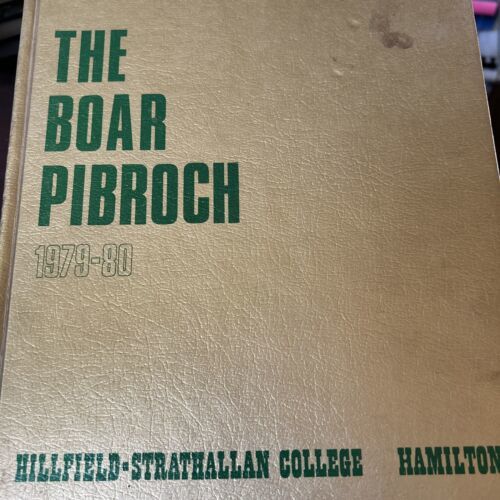 THE
BOAR
PIBROCH
1979-80
HILLFIELD-STRATHALLAN COLLEGE HAMILTON